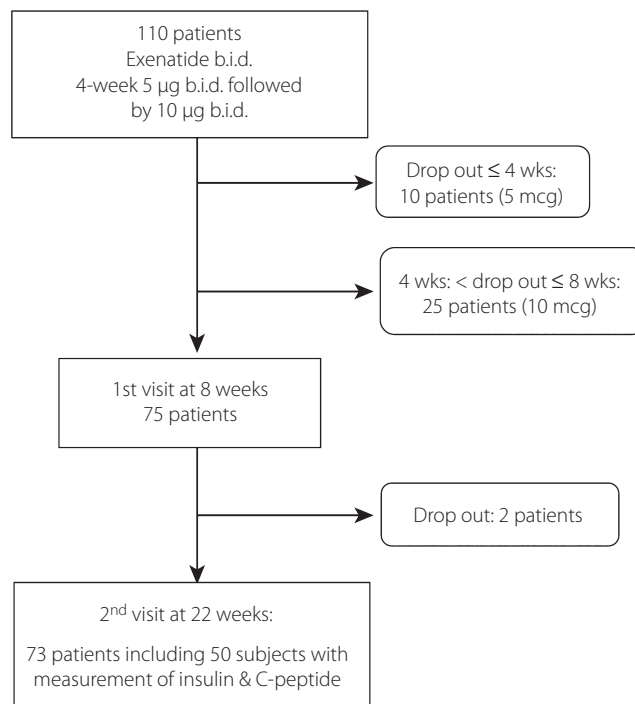 110 patients
Exenatide b.i.d.
4-week 5 µg b.i.d. followed
by 10 µg b.i.d.
Drop out ≤ 4 wks:
10 patients (5 mcg)
4 wks: < drop out ≤ 8 wks:
25 patients (10 mcg)
1st visit at 8 weeks
75 patients
Drop out: 2 patients
2nd visit at 22 weeks:
73 patients including 50 subjects with
measurement of insulin & C-peptide